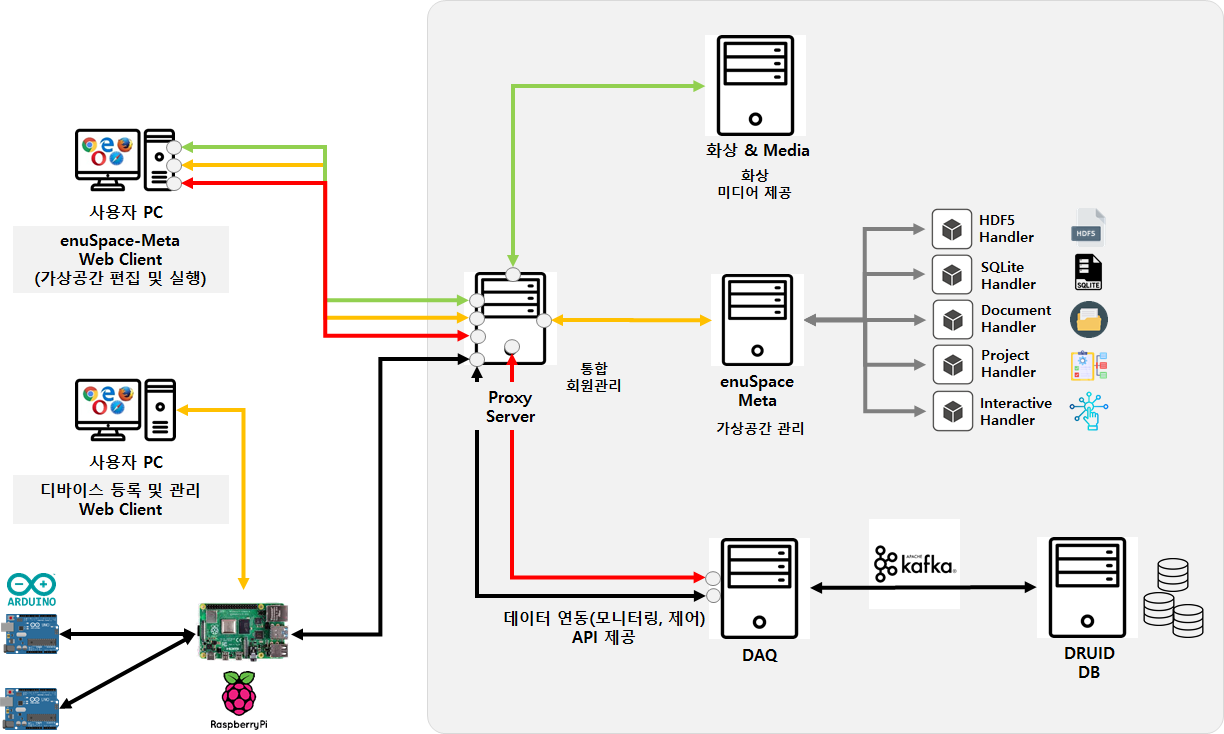 화상 & Media
화상
미디어 제공
사용자 PC
enuSpace-Meta
Web Client
(가상공간 편집 및 실행)
HDF5
Handler
HDF5
SQLite
Handler
SQLITE
Document
Handler
Project
Handler
Interactive
Handler
통합
회원관리
Proxy
Server
enuSpace
Meta
가상공간 관리
사용자 PC
디바이스 등록 및 관리
Web Client
ARDUINO
RaspberryPi
데이터 연동(모니터링, 제어)
API 제공
DAQ
APACHE
kafka
DRUID
DB